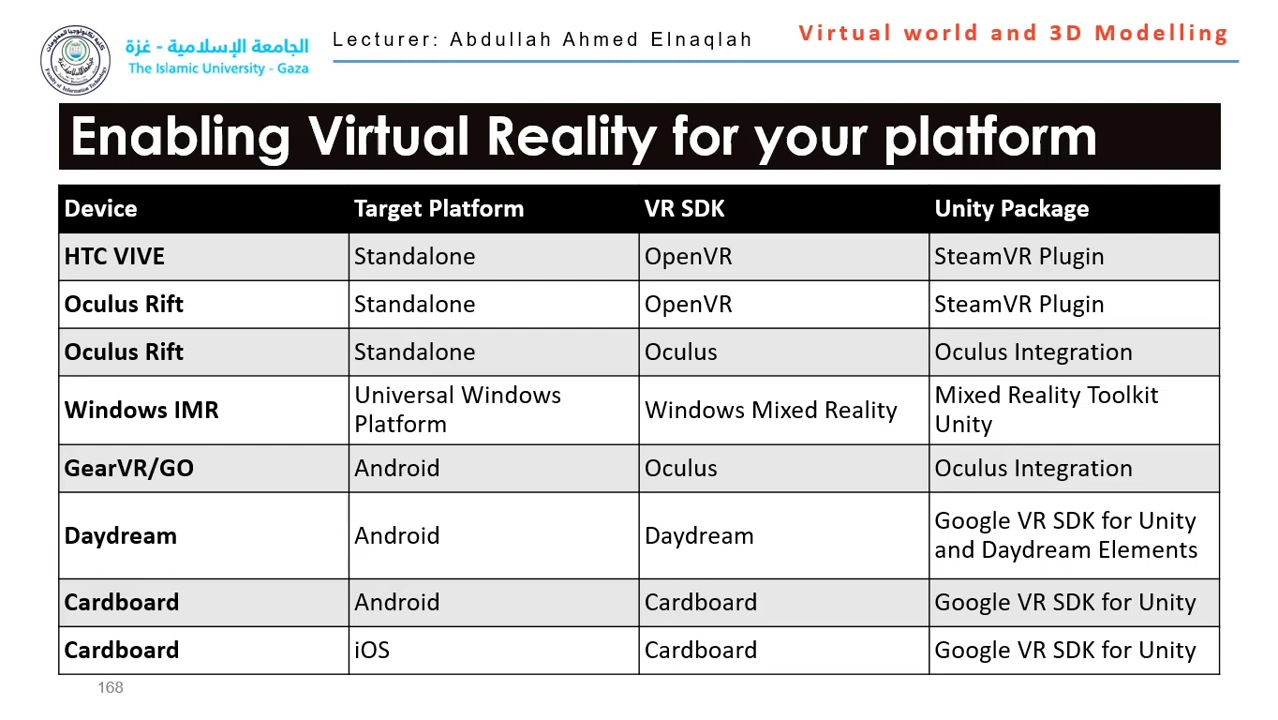 الجامعة الإسلامية - غزة
The Islamic University - Gaza
Lecturer: Abdullah Ahmed Elnaqlah
Virtual world and 3D Modelling
Enabling Virtual Reality for your platform
Device Target Platform VR SDK Unity Package
HTC VIVE Standalone OpenVR SteamVR Plugin
Oculus Rift Standalone OpenVR SteamVR Plugin
Oculus Rift Standalone Oculus Oculus Integration
Windows IMR Universal Windows Platform Windows Mixed Reality Mixed Reality Toolkit Unity
GearVR/GO Android Oculus Oculus Integration
Daydream Android Daydream Google VR SDK for Unity and Daydream Elements
Cardboard Android Cardboard Google VR SDK for Unity
Cardboard iOS Cardboard Google VR SDK for Unity
168